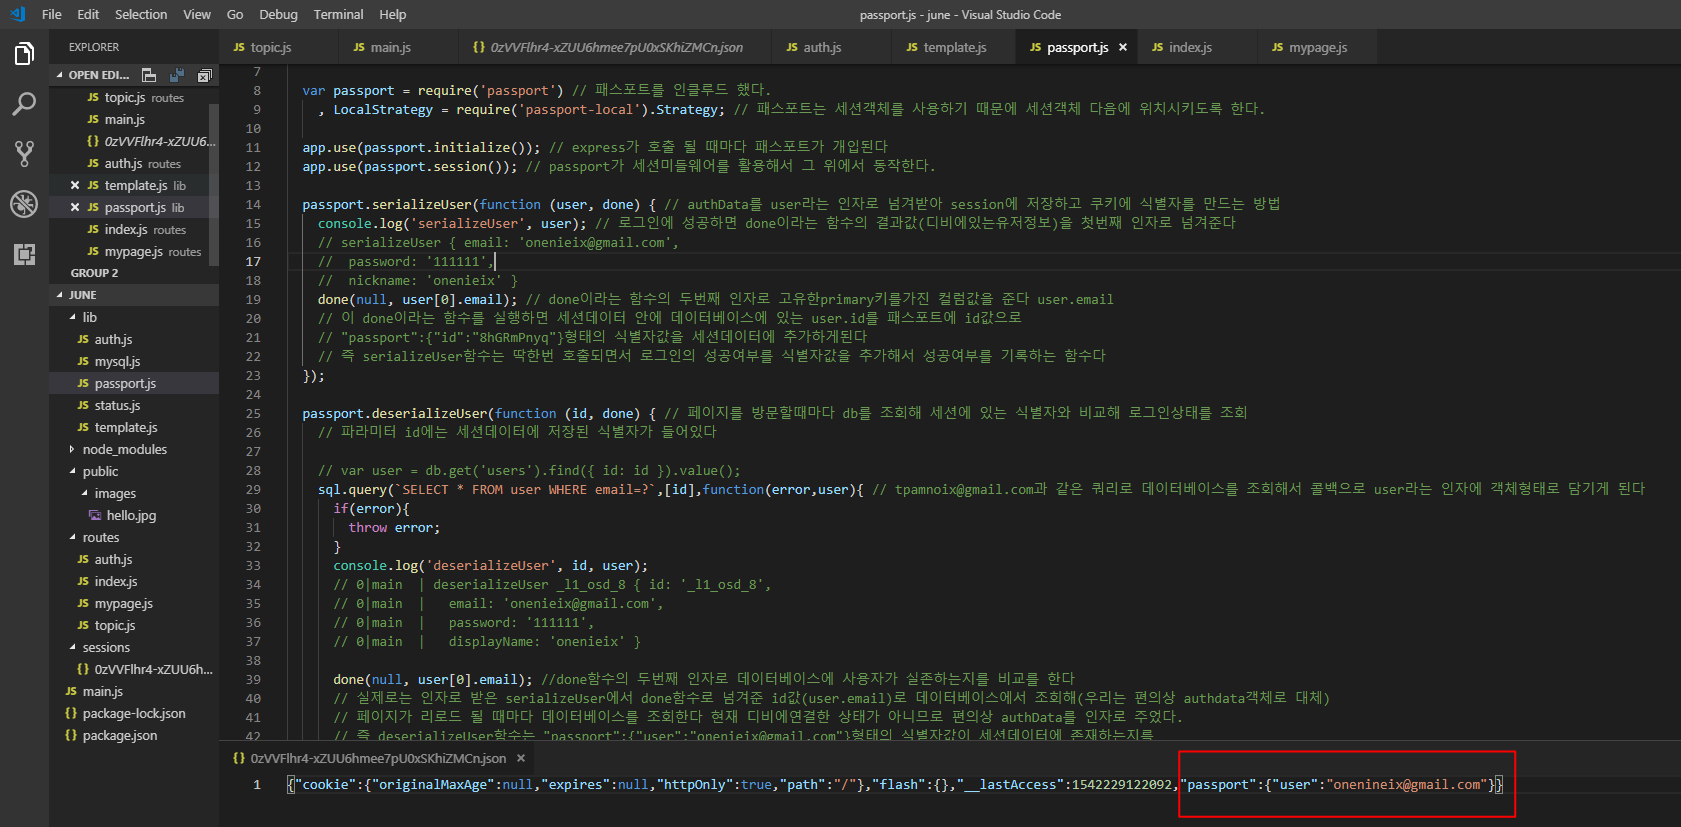 File Edit Selection View Go Debug Terminal Help
passport.js - june - Visual Studio Code
EXPLORER
OPEN EDI...
JS topic.js routes
JS main.js
{} 0zVVFlhr4-xZUU6...
JS auth.js routes
JS template.js lib
JS passport.js lib
JS index.js routes
JS mypage.js routes
GROUP 2
JUNE
lib
JS auth.js
JS mysql.js
JS passport.js
JS status.js
JS template.js
node_modules
public
images
hello.jpg
routes
JS auth.js
JS index.js
JS mypage.js
JS topic.js
sessions
{} 0zVVFlhr4-xZUU6h...
JS main.js
{} package-lock.json
{} package.json
JS topic.js JS main.js {} 0zVVFlhr4-xZUU6hmee7pU0xSKhiZMCn.json JS auth.js JS template.js JS passport.js JS index.js JS mypage.js
7
8 var passport = require('passport') // 패스포트를 인클루드 했다.
9 , LocalStrategy = require('passport-local').Strategy; // 패스포트는 세션객체를 사용하기 때문에 세션객체 다음에 위치시키도록 한다.
10
11 app.use(passport.initialize()); // express가 호출 될 때마다 패스포트가 개입된다
12 app.use(passport.session()); // passport가 세션미들웨어를 활용해서 그 위에서 동작한다.
13
14 passport.serializeUser(function (user, done) { // authData를 user라는 인자로 넘겨받아 session에 저장하고 쿠키에 식별자를 만드는 방법
15 console.log('serializeUser', user); // 로그인에 성공하면 done이라는 함수의 결과값(디비에있는유저정보)을 첫번째 인자로 넘겨준다
16 // serializeUser { email: 'onenieix@gmail.com',
17 // password: '111111',
18 // nickname: 'onenieix' }
19 done(null, user[0].email); // done이라는 함수의 두번째 인자로 고유한primary키를가진 컬럼값을 준다 user.email
20 // 이 done이라는 함수를 실행하면 세션데이터 안에 데이터베이스에 있는 user.id를 패스포트에 id값으로
21 // "passport":{"id":"8hGRmPnyq"}형태의 식별자값을 세션데이터에 추가하게된다
22 // 즉 serializeUser함수는 딱한번 호출되면서 로그인의 성공여부를 식별자값을 추가해서 성공여부를 기록하는 함수다
23 });
24
25 passport.deserializeUser(function (id, done) { // 페이지를 방문할때마다 db를 조회해 세션에 있는 식별자와 비교해 로그인상태를 조회
26 // 파라미터 id에는 세션데이터에 저장된 식별자가 들어있다
27
28 // var user = db.get('users').find({ id: id }).value();
29 sql.query(`SELECT * FROM user WHERE email=?`,[id],function(error,user){ // tpamnoix@gmail.com과 같은 쿼리로 데이터베이스를 조회해서 콜백으로 user라는 인자에 객체형태로 담기게 된다
30 if(error){
31 throw error;
32 }
33 console.log('deserializeUser', id, user);
34 // 0|main | deserializeUser _l1_osd_8 { id: '_l1_osd_8',
35 // 0|main | email: 'onenieix@gmail.com',
36 // 0|main | password: '111111',
37 // 0|main | displayName: 'onenieix' }
38
39 done(null, user[0].email); //done함수의 두번째 인자로 데이터베이스에 사용자가 실존하는지를 비교를 한다
40 // 실제로는 인자로 받은 serializeUser에서 done함수로 넘겨준 id값(user.email)로 데이터베이스에서 조회해(우리는 편의상 authdata객체로 대체)
41 // 페이지가 리로드 될 때마다 데이터베이스를 조회한다 현재 디비에연결한 상태가 아니므로 편의상 authData를 인자로 주었다.
42 // 즉 deserializeUser함수는 "passport":{"user":"onenieix@gmail.com"}형태의 식별자값이 세션데이터에 존재하는지를
{} 0zVVFlhr4-xZUU6hmee7pU0xSKhiZMCn.json
1 {"cookie":{"originalMaxAge":null,"expires":null,"httpOnly":true,"path":"/"},"flash":{},"__lastAccess":1542229122092,"passport":{"user":"onenineix@gmail.com"}}